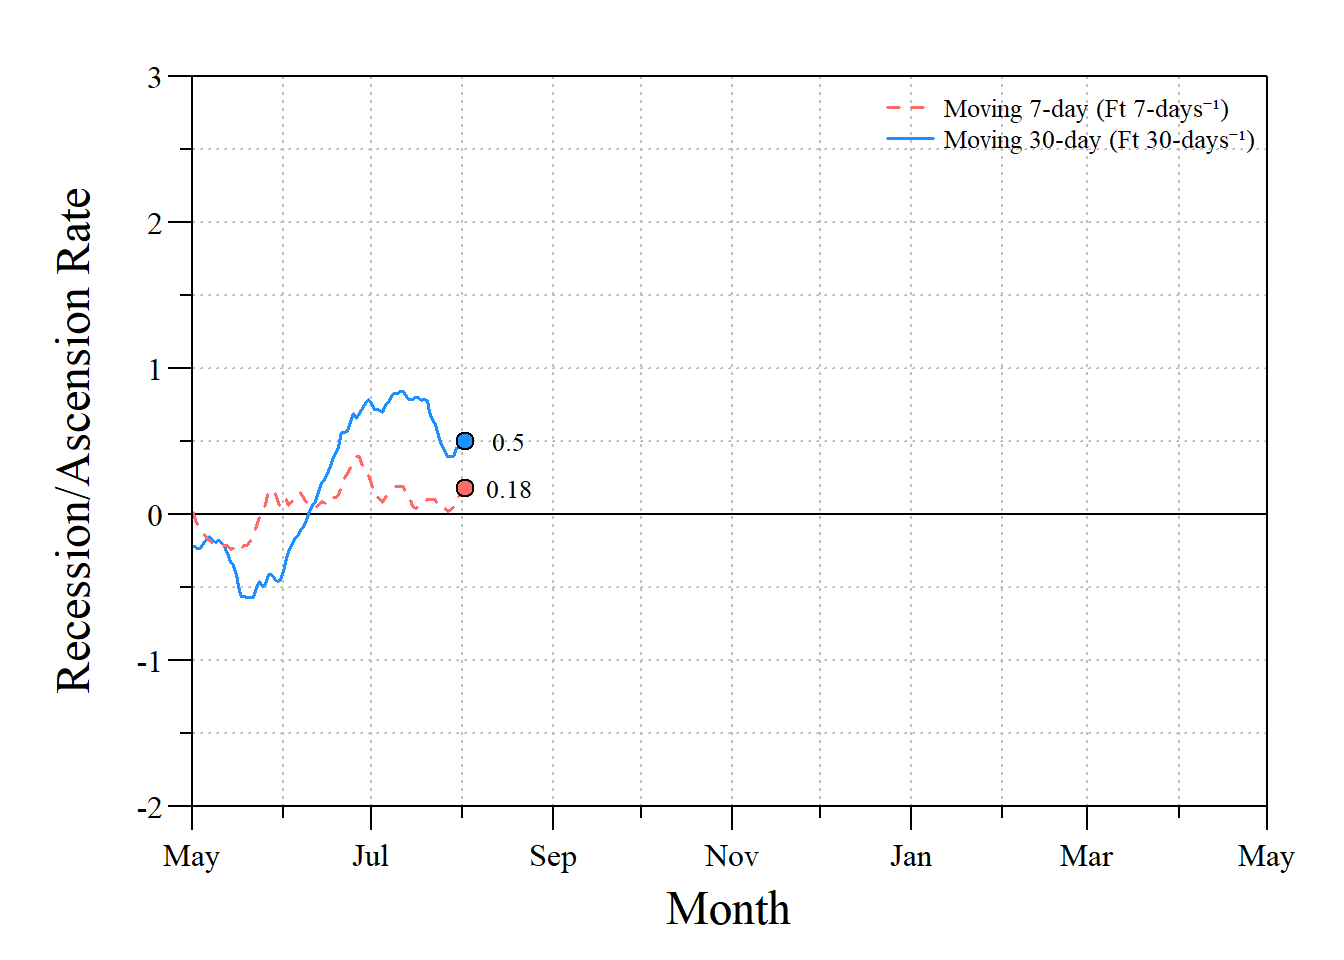 3
2
1
0
-1
-2
Recession/Ascension Rate
Moving 7-day (Ft 7-days⁻¹)
Moving 30-day (Ft 30-days⁻¹)
0.5
0.18
May Jul Sep Nov Jan Mar May
Month